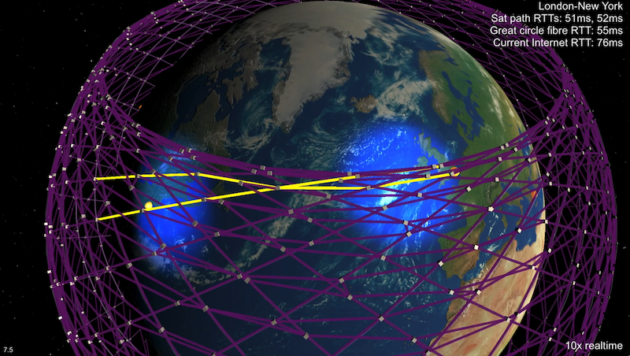 London-New York
Sat path RTTs: 51ms, 52ms
Great circle fibre RTT: 55ms
Current Internet RTT: 76ms
7.5
10x realtime